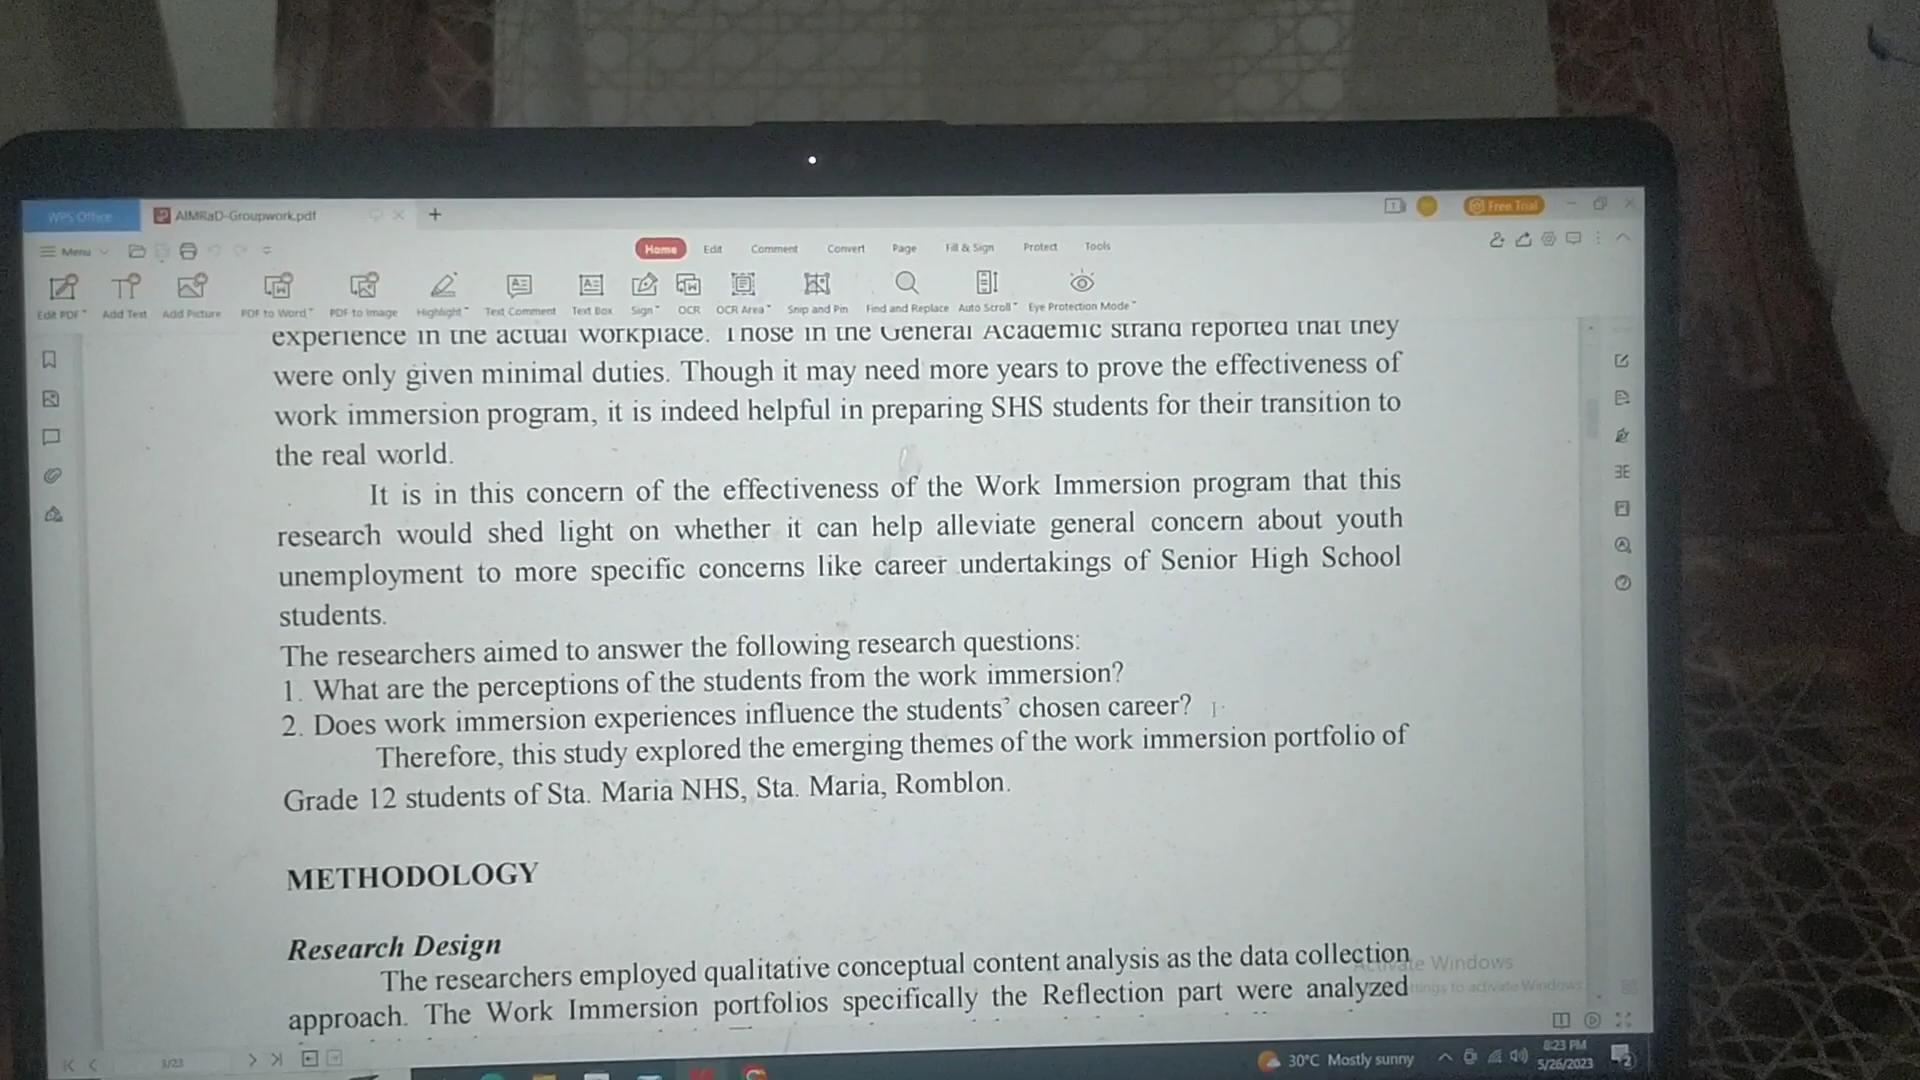 WPS Office
AIMRaD-Groupwork.pdf
+
Free Trial
Menu
Home Edit Comment Convert Page Fill & Sign Protect Tools
Edit PDF Add Text Add Picture PDF to Word PDF to Image Highlight Text Comment Text Box Sign OCR OCR Area Snip and Pin Find and Replace Auto Scroll Eye Protection Mode
experience in the actual workplace. Those in the General Academic strand reported that they
were only given minimal duties. Though it may need more years to prove the effectiveness of
work immersion program, it is indeed helpful in preparing SHS students for their transition to
the real world.
It is in this concern of the effectiveness of the Work Immersion program that this
research would shed light on whether it can help alleviate general concern about youth
unemployment to more specific concerns like career undertakings of Senior High School
students.
The researchers aimed to answer the following research questions:
1. What are the perceptions of the students from the work immersion?
2. Does work immersion experiences influence the students’ chosen career?
Therefore, this study explored the emerging themes of the work immersion portfolio of
Grade 12 students of Sta. Maria NHS, Sta. Maria, Romblon.
METHODOLOGY
Research Design
The researchers employed qualitative conceptual content analysis as the data collection
approach. The Work Immersion portfolios specifically the Reflection part were analyzed
Activate Windows
to activate Windows.
3/23
30°C Mostly sunny
8:23 PM
5/26/2023
2